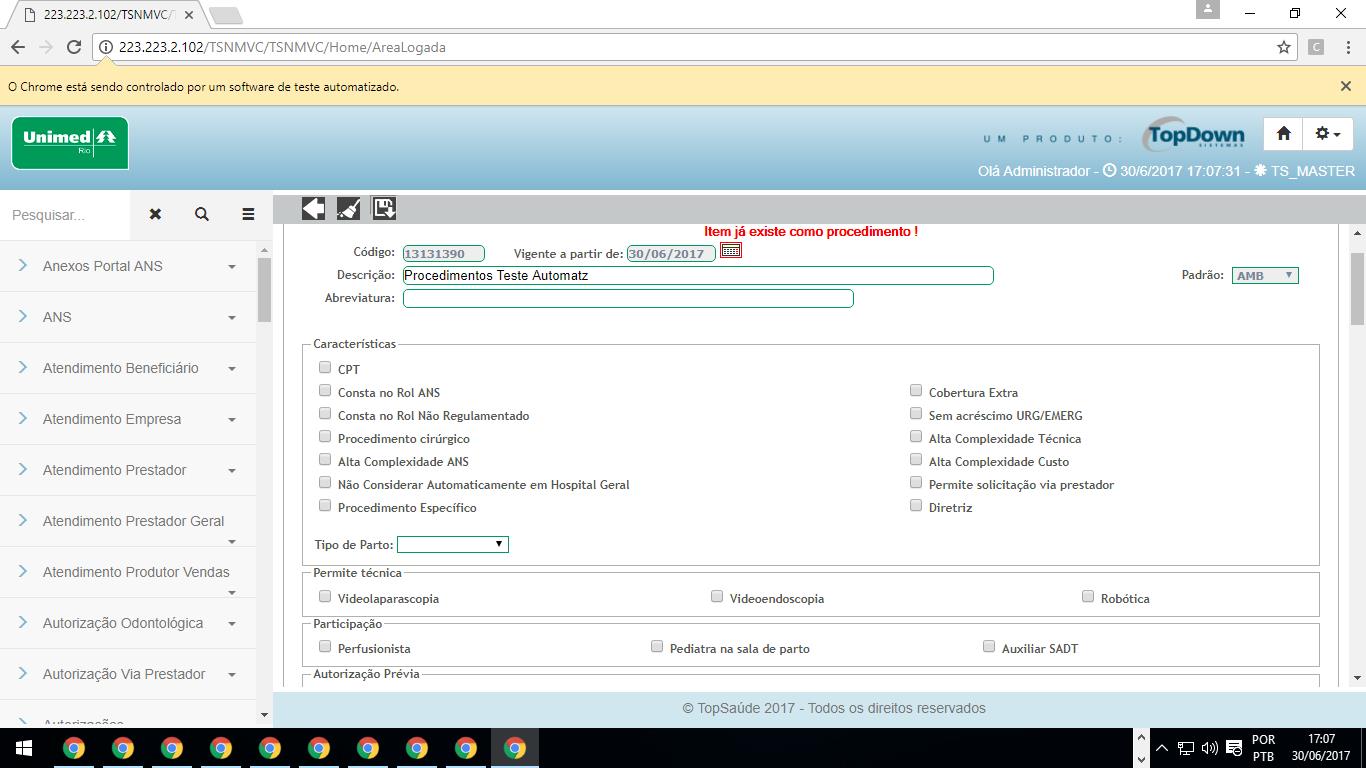 223.223.2.102/TSNMVC/T
223.223.2.102/TSNMVC/TSNMVC/Home/AreaLogada
C
O Chrome está sendo controlado por um software de teste automatizado.
Unimed
Rio
UM PRODUTO:
TopDown
SISTEMAS
Olá Administrador - 30/6/2017 17:07:31 - TS_MASTER
Pesquisar...
Item já existe como procedimento !
Código: 13131390 Vigente a partir de: 30/06/2017
Descrição: Procedimentos Teste Automatz Padrão: AMB
Abreviatura:
Anexos Portal ANS
ANS
Atendimento Beneficiário
Atendimento Empresa
Atendimento Prestador
Atendimento Prestador Geral
Atendimento Produtor Vendas
Autorização Odontológica
Autorização Via Prestador
Autorizações
Características
CPT
Consta no Rol ANS Cobertura Extra
Consta no Rol Não Regulamentado Sem acréscimo URG/EMERG
Procedimento cirúrgico Alta Complexidade Técnica
Alta Complexidade ANS Alta Complexidade Custo
Não Considerar Automaticamente em Hospital Geral Permite solicitação via prestador
Procedimento Específico Diretriz
Tipo de Parto:
Permite técnica
Videolaparascopia Videoendoscopia Robótica
Participação
Perfusionista Pediatra na sala de parto Auxiliar SADT
Autorização Prévia
© TopSaúde 2017 - Todos os direitos reservados
POR
PTB
17:07
30/06/2017